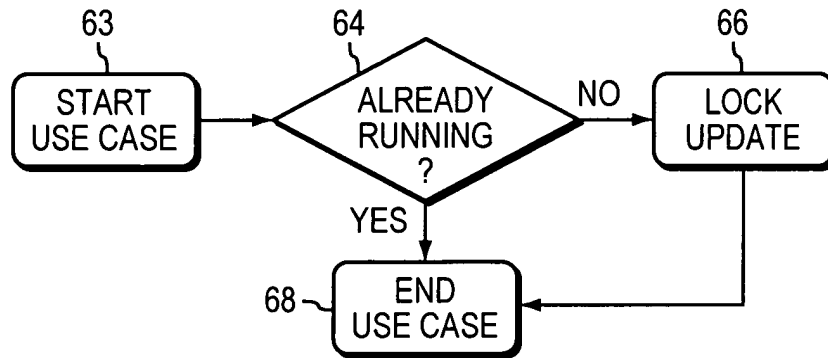 63
START
USE CASE
64
ALREADY
RUNNING
?
NO
66
LOCK
UPDATE
YES
68
END
USE CASE